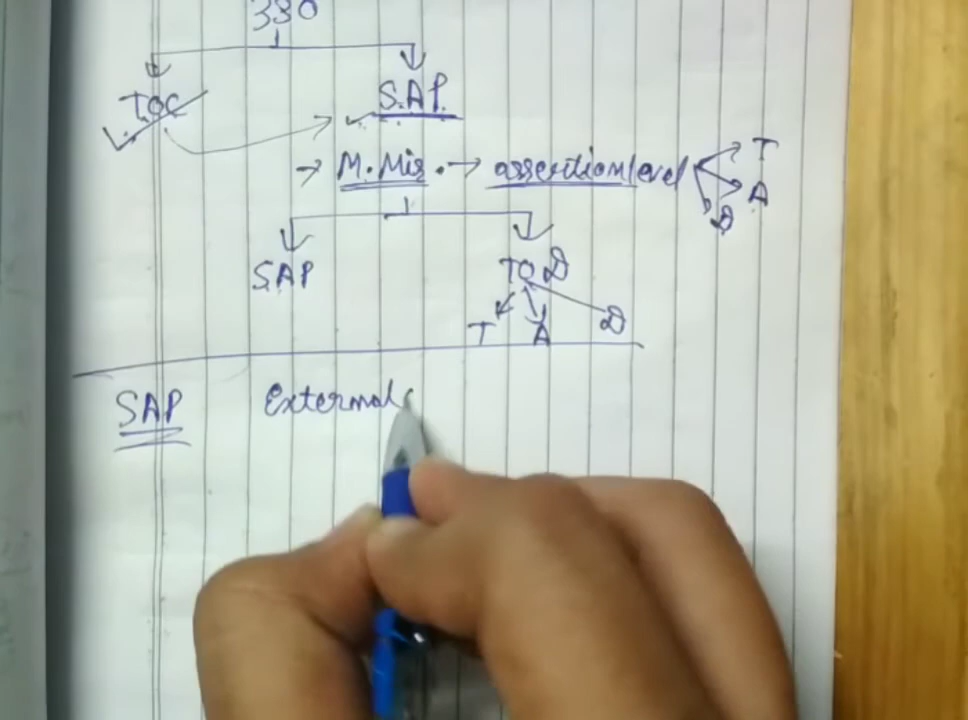 330
TOC S.A.P.
→ M.Mis. → assertion level T
A
D
SAP TOD
T A D
SAP External c